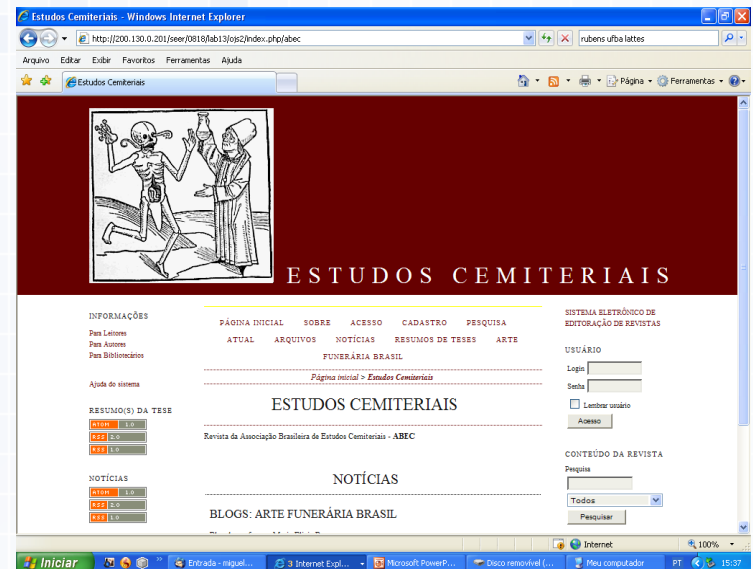 Estudos Cemiteriais - Windows Internet Explorer
http://200.130.0.201/seer/0818/lab13/ojs2/index.php/abec
rubens ufba lattes
Arquivo Editar Exibir Favoritos Ferramentas Ajuda
Estudos Cemiteriais
Página Ferramentas
ESTUDOS CEMITERIAIS
INFORMAÇÕES
Para Leitores
Para Autores
Para Bibliotecários
Ajuda do sistema
RESUMO(S) DA TESE
ATOM 1.0
RSS 2.0
RSS 1.0
NOTÍCIAS
ATOM 1.0
RSS 2.0
RSS 1.0
PÁGINA INICIAL SOBRE ACESSO CADASTRO PESQUISA
ATUAL ARQUIVOS NOTÍCIAS RESUMOS DE TESES ARTE
FUNERÁRIA BRASIL
Página inicial > Estudos Cemiteriais
ESTUDOS CEMITERIAIS
Revista da Associação Brasileira de Estudos Cemiteriais - ABEC
NOTÍCIAS
BLOGS: ARTE FUNERÁRIA BRASIL
SISTEMA ELETRÔNICO DE
EDITORAÇÃO DE REVISTAS
USUÁRIO
Login
Senha
Lembrar usuário
Acesso
CONTEÚDO DA REVISTA
Pesquisa
Todos
Pesquisar
Internet 100%
Iniciar Entrada - miguel... 3 Internet Expl... Microsoft PowerP... Disco removível (... Meu computador PT 15:37